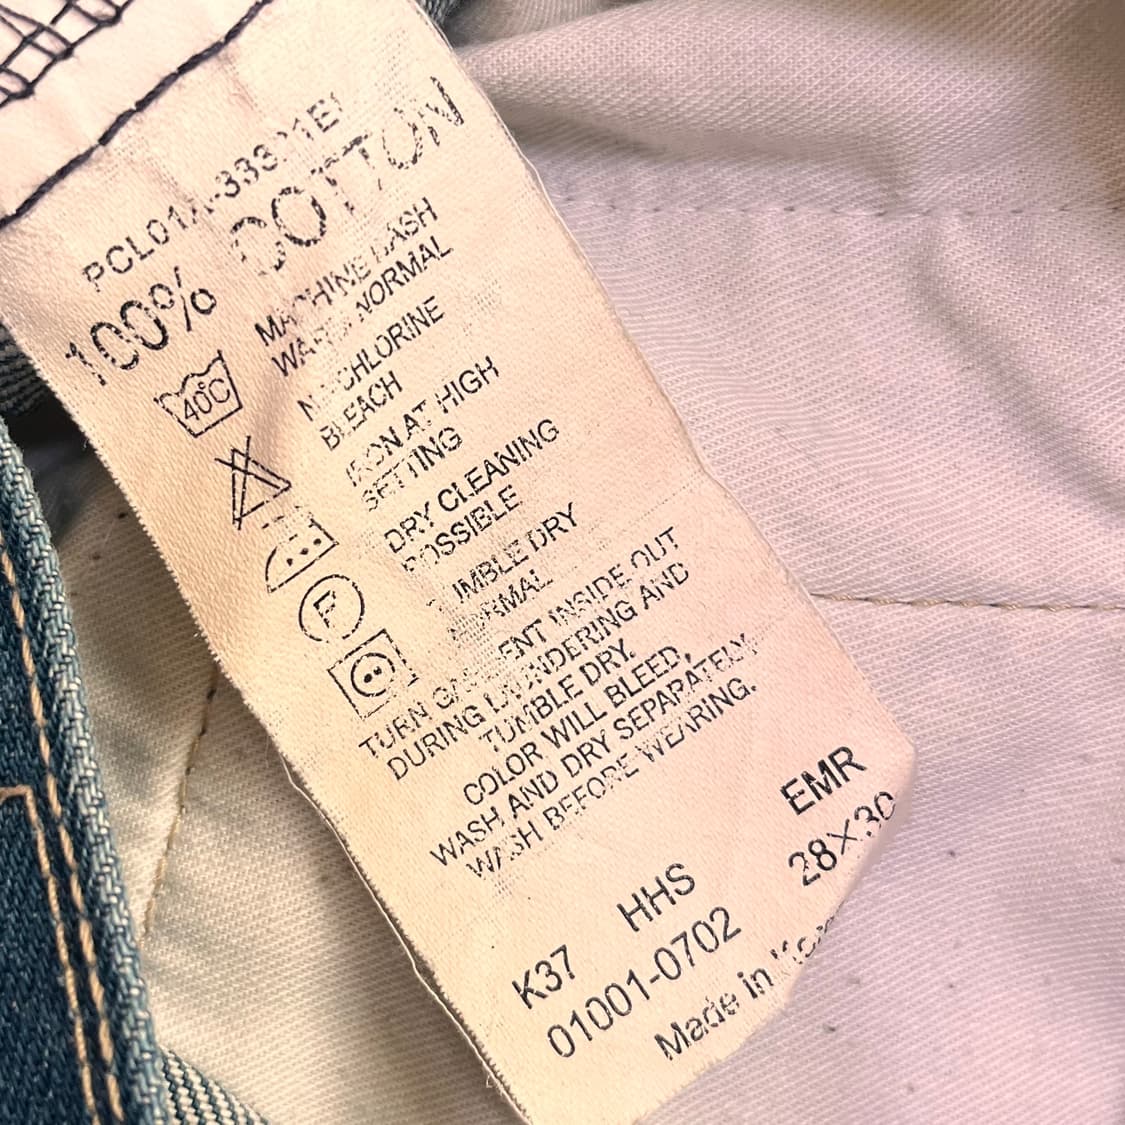 100% COTTON
40°C
MACHINE WASH
WARM NORMAL
NO CHLORINE
BLEACH
IRON AT HIGH
SETTING
DRY CLEANING
POSSIBLE
F
TUMBLE DRY
NORMAL
TURN GARMENT INSIDE OUT
DURING LAUNDERING AND
TUMBLE DRY.
COLOR WILL BLEED,
WASH AND DRY SEPARATELY
WASH BEFORE WEARING.
EMR
K37 HHS 28X30
01001-0702
Made in